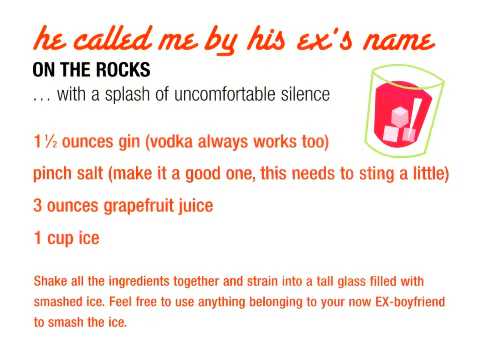 he called me by his ex's name
ON THE ROCKS
... with a splash of uncomfortable silence
1 ½ ounces gin (vodka always works too)
pinch salt (make it a good one, this needs to sting a little)
3 ounces grapefruit juice
1 cup ice
Shake all the ingredients together and strain into a tall glass filled with
smashed ice. Feel free to use anything belonging to your now EX-boyfriend
to smash the ice.